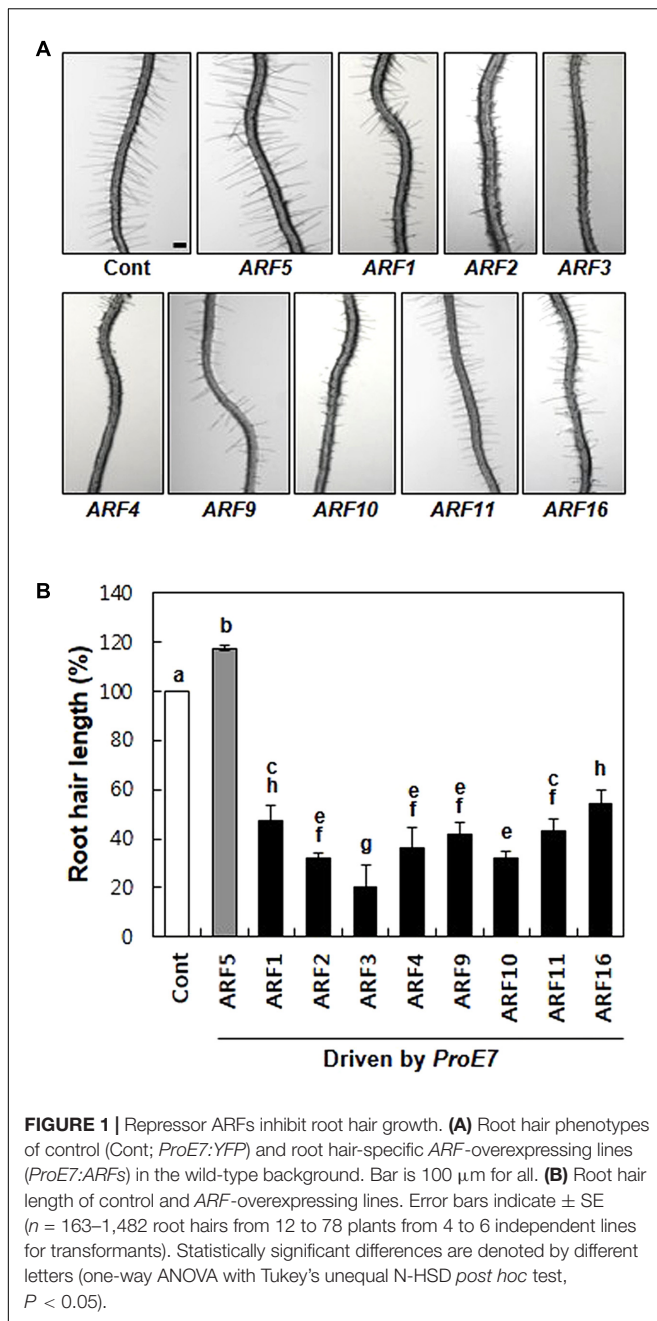 A
Cont ARF5 ARF1 ARF2 ARF3
ARF4 ARF9 ARF10 ARF11 ARF16
B
Root hair length (%)
140
120
100
80
60
40
20
0
a
b
c
h
e
f
g
e
f
e
f
e
c
f
h
Cont
ARF5
ARF1
ARF2
ARF3
ARF4
ARF9
ARF10
ARF11
ARF16
Driven by ProE7
FIGURE 1 | Repressor ARFs inhibit root hair growth. (A) Root hair phenotypes
of control (Cont; ProE7:YFP) and root hair-specific ARF-overexpressing lines
(ProE7:ARFs) in the wild-type background. Bar is 100 μm for all. (B) Root hair
length of control and ARF-overexpressing lines. Error bars indicate ± SE
(n = 163–1,482 root hairs from 12 to 78 plants from 4 to 6 independent lines
for transformants). Statistically significant differences are denoted by different
letters (one-way ANOVA with Tukey's unequal N-HSD post hoc test,
P < 0.05).